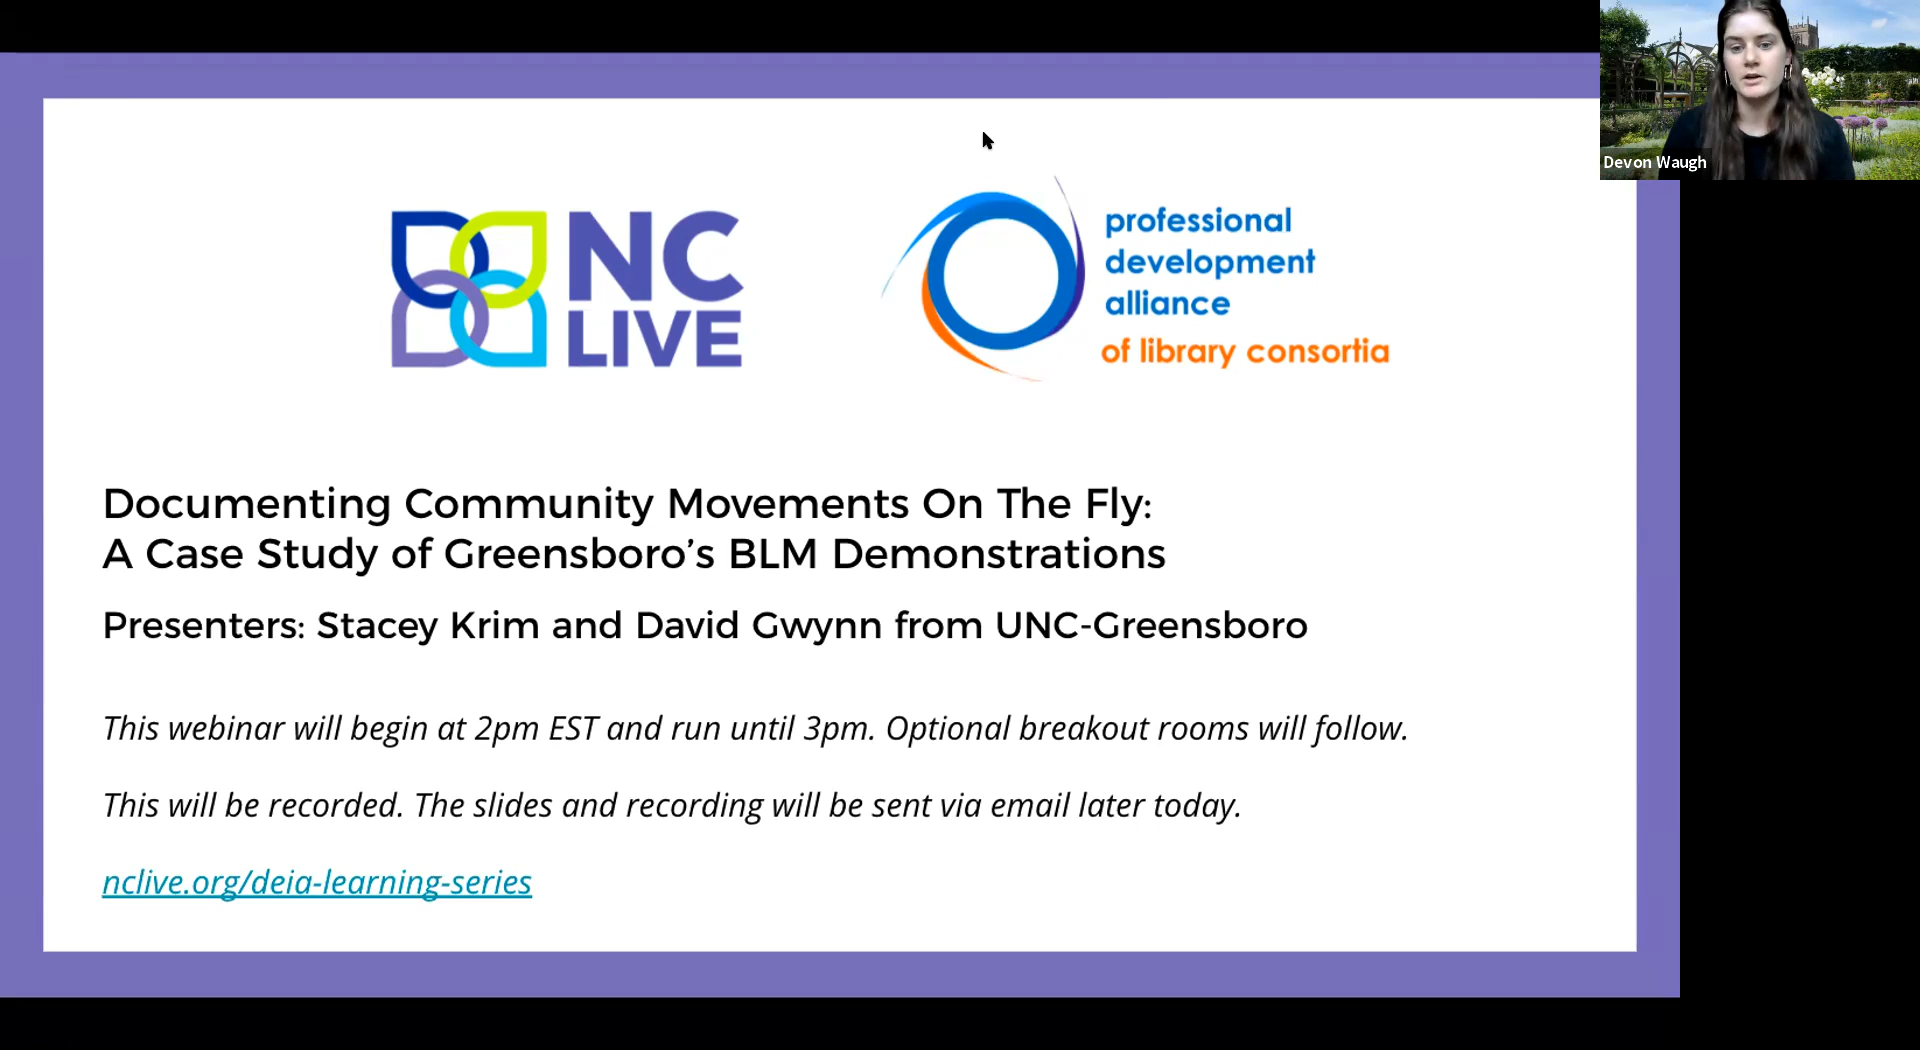 Devon Waugh
NC
LIVE
professional
development
alliance
of library consortia
Documenting Community Movements On The Fly:
A Case Study of Greensboro’s BLM Demonstrations
Presenters: Stacey Krim and David Gwynn from UNC-Greensboro
This webinar will begin at 2pm EST and run until 3pm. Optional breakout rooms will follow.
This will be recorded. The slides and recording will be sent via email later today.
nclive.org/deia-learning-series